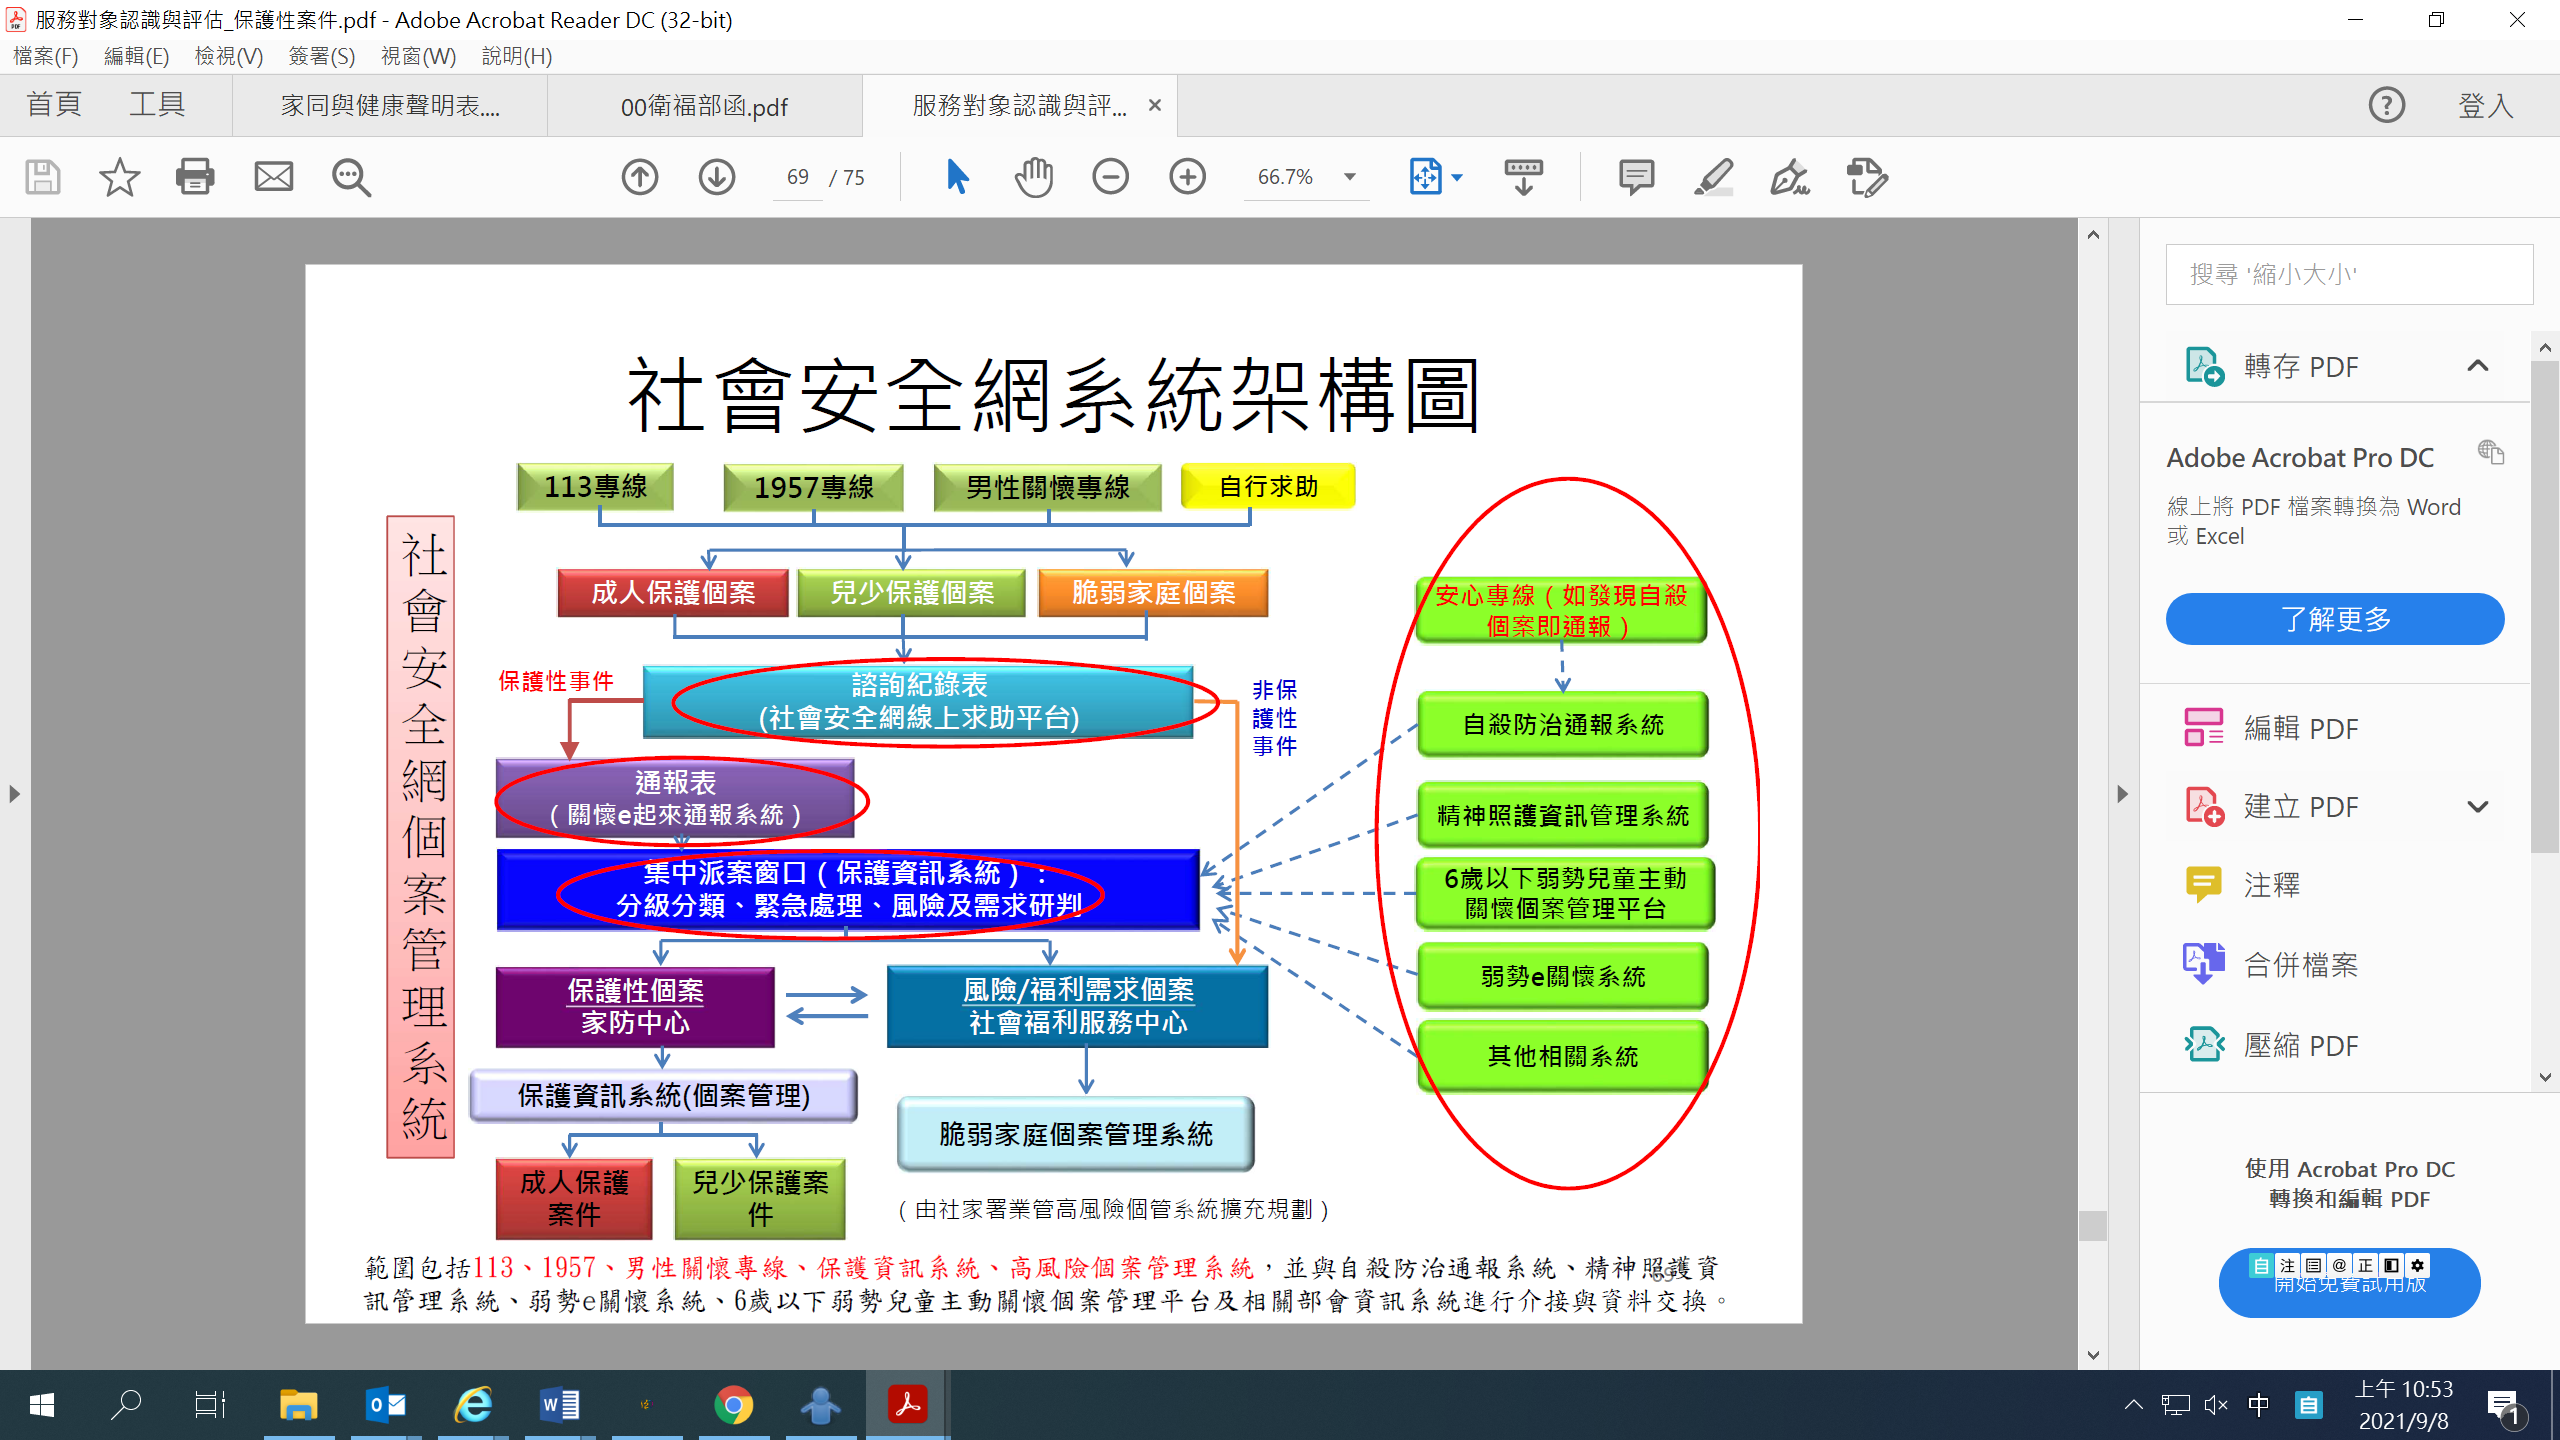 服務對象認識與評估_保護性案件.pdf - Adobe Acrobat Reader DC (32-bit)
檔案(F) 編輯(E) 檢視(V) 簽署(S) 視窗(W) 說明(H)
首頁 工具 家同與健康聲明表.... 00衛福部函.pdf 服務對象認識與評... × 登入
69 / 75 66.7%
社會安全網系統架構圖
113專線 1957專線 男性關懷專線 自行求助
社會安全網個案管理系統
成人保護個案 兒少保護個案 脆弱家庭個案
保護性事件
諮詢紀錄表
(社會安全網線上求助平台)
非保
護性
事件
通報表
（關懷e起來通報系統）
集中派案窗口（保護資訊系統）：
分級分類、緊急處理、風險及需求研判
保護性個案
家防中心
風險/福利需求個案
社會福利服務中心
保護資訊系統(個案管理)
脆弱家庭個案管理系統
成人保護
案件
兒少保護案
件
（由社家署業管高風險個管系統擴充規劃）
安心專線（如發現自殺
個案即通報）
自殺防治通報系統
精神照護資訊管理系統
6歲以下弱勢兒童主動
關懷個案管理平台
弱勢e關懷系統
其他相關系統
範圍包括113、1957、男性關懷專線、保護資訊系統、高風險個案管理系統，並與自殺防治通報系統、精神照護資
訊管理系統、弱勢e關懷系統、6歲以下弱勢兒童主動關懷個案管理平台及相關部會資訊系統進行介接與資料交換。
69
搜尋 '縮小大小'
轉存 PDF
Adobe Acrobat Pro DC
線上將 PDF 檔案轉換為 Word
或 Excel
了解更多
編輯 PDF
建立 PDF
注釋
合併檔案
壓縮 PDF
使用 Acrobat Pro DC
轉換和編輯 PDF
自 注 @ 正
開始免費試用版
中 自
上午 10:53
2021/9/8
1